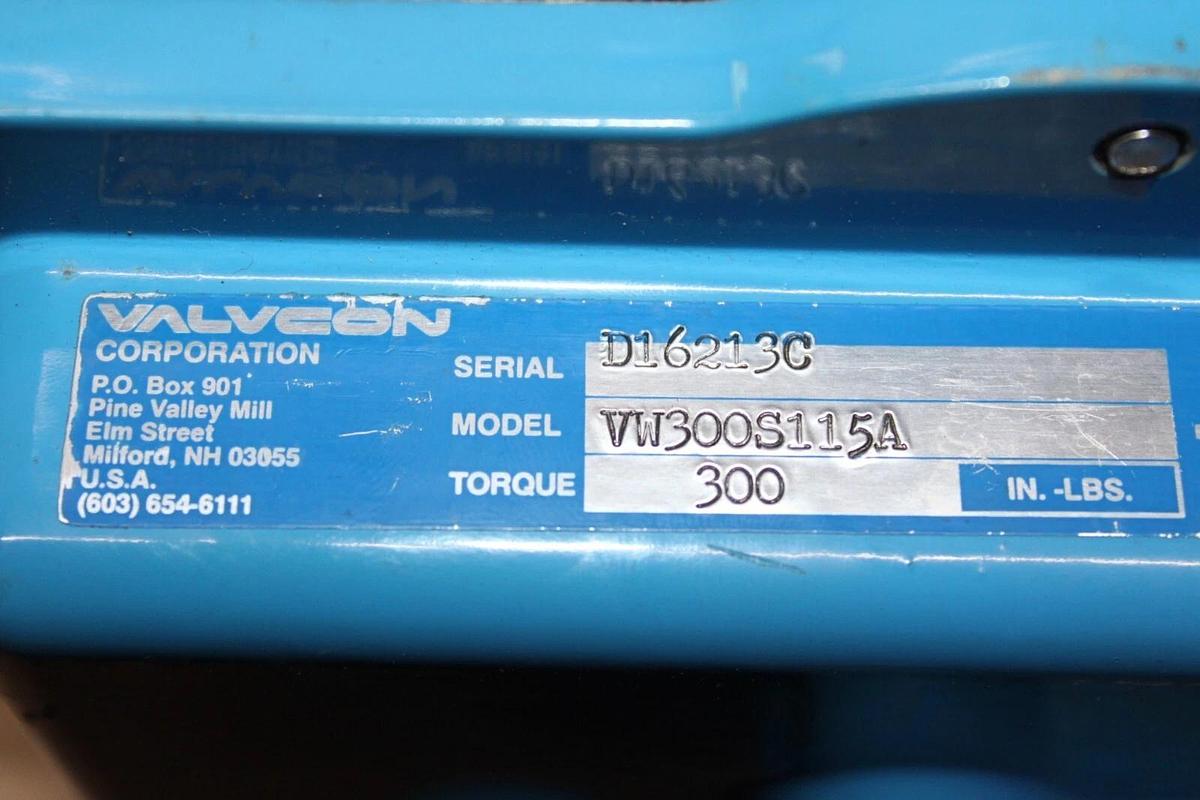 VALVCON
CORPORATION
P.O. Box 901
Pine Valley Mill
Elm Street
Milford, NH 03055
U.S.A.
(603) 654-6111
SERIAL D16213C
MODEL VW300S115A
TORQUE 300 IN. -LBS.